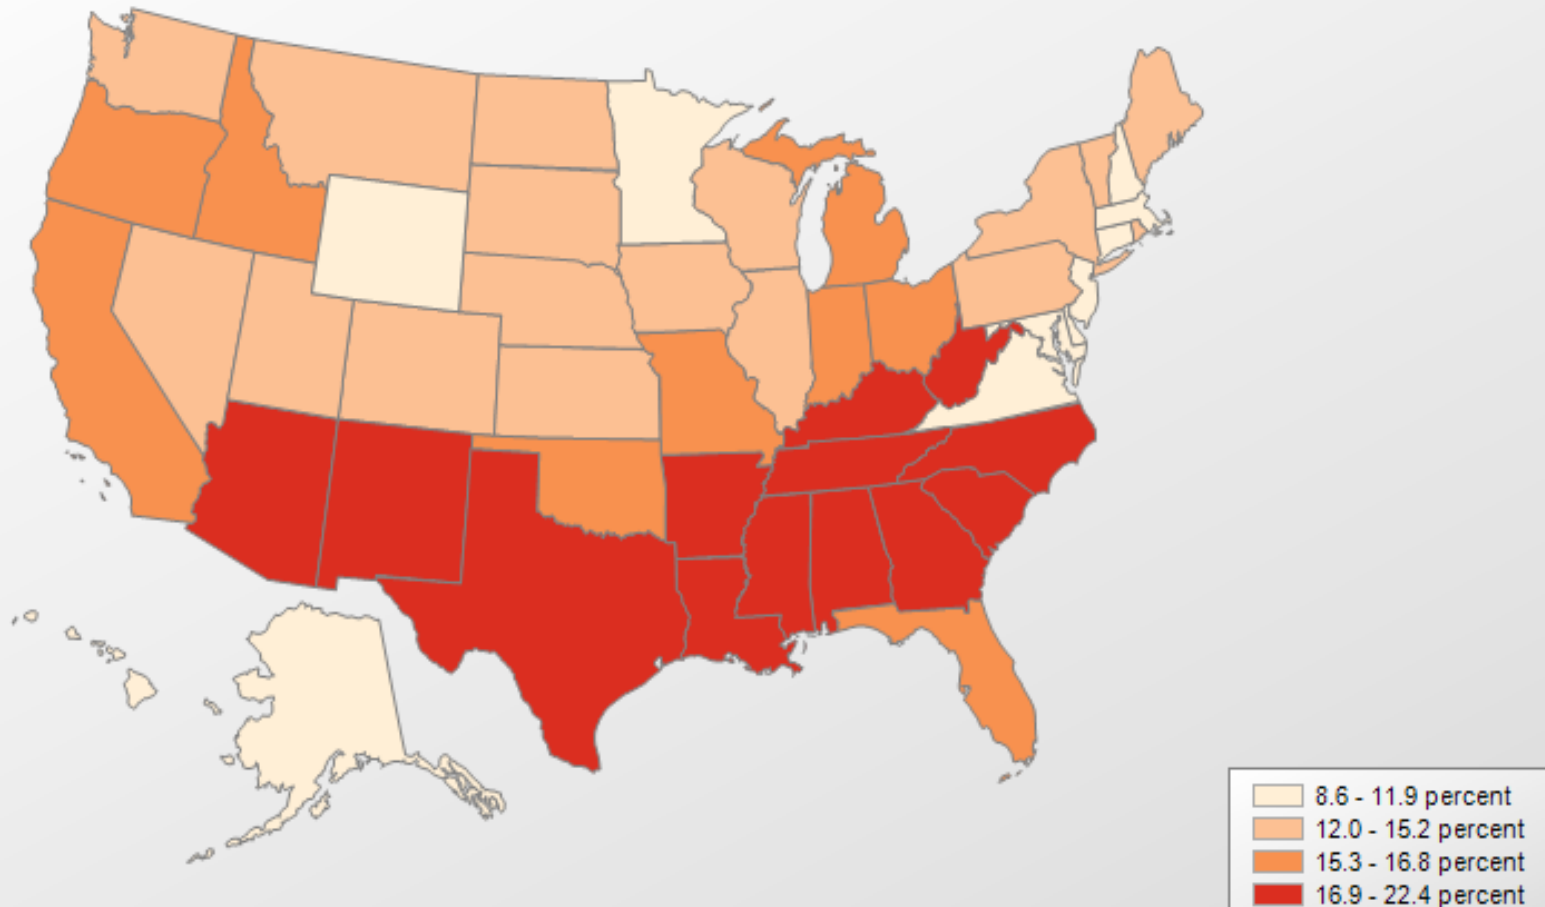 8.6 - 11.9 percent
12.0 - 15.2 percent
15.3 - 16.8 percent
16.9 - 22.4 percent